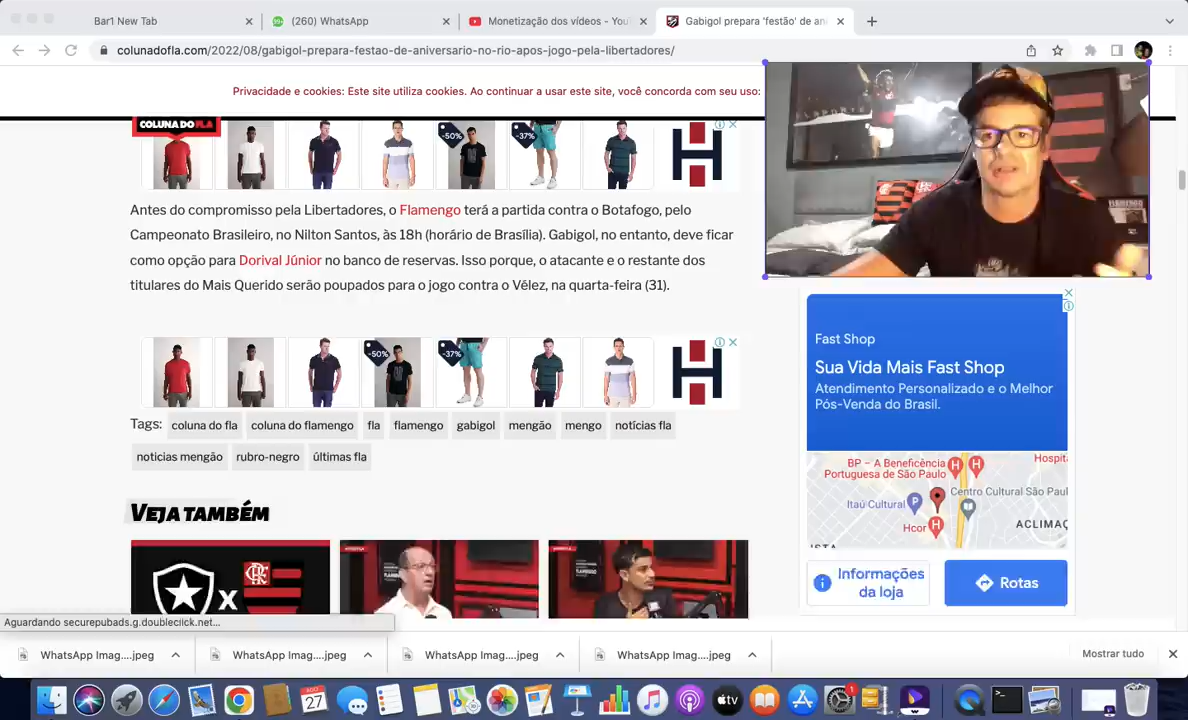 Bar1 New Tab
(260) WhatsApp
Monetização dos vídeos - You
Gabigol prepara 'festão' de an
colunadofla.com/2022/08/gabigol-prepara-festao-de-aniversario-no-rio-apos-jogo-pela-libertadores/
Privacidade e cookies: Este site utiliza cookies. Ao continuar a usar este site, você concorda com seu uso:
COLUNA DO FLA
-50%
-37%
H
Antes do compromisso pela Libertadores, o Flamengo terá a partida contra o Botafogo, pelo
Campeonato Brasileiro, no Nilton Santos, às 18h (horário de Brasília). Gabigol, no entanto, deve ficar
como opção para Dorival Júnior no banco de reservas. Isso porque, o atacante e o restante dos
titulares do Mais Querido serão poupados para o jogo contra o Vélez, na quarta-feira (31).
-50%
-37%
H
Tags: coluna do fla coluna do flamengo fla flamengo gabigol mengão mengo notícias fla
noticias mengão rubro-negro últimas fla
VEJA TAMBÉM
X
Fast Shop
Sua Vida Mais Fast Shop
Atendimento Personalizado e o Melhor
Pós-Venda do Brasil.
BP – A Beneficência
Portuguesa de São Paulo
Hospita
Itaú Cultural
Centro Cultural São Paul
Hcor
ACLIMAÇ
ISTA
Informações
da loja
Rotas
Aguardando securepubads.g.doubleclick.net...
WhatsApp Imag....jpeg
WhatsApp Imag....jpeg
WhatsApp Imag....jpeg
WhatsApp Imag....jpeg
Mostrar tudo
AGO
27
tv
1